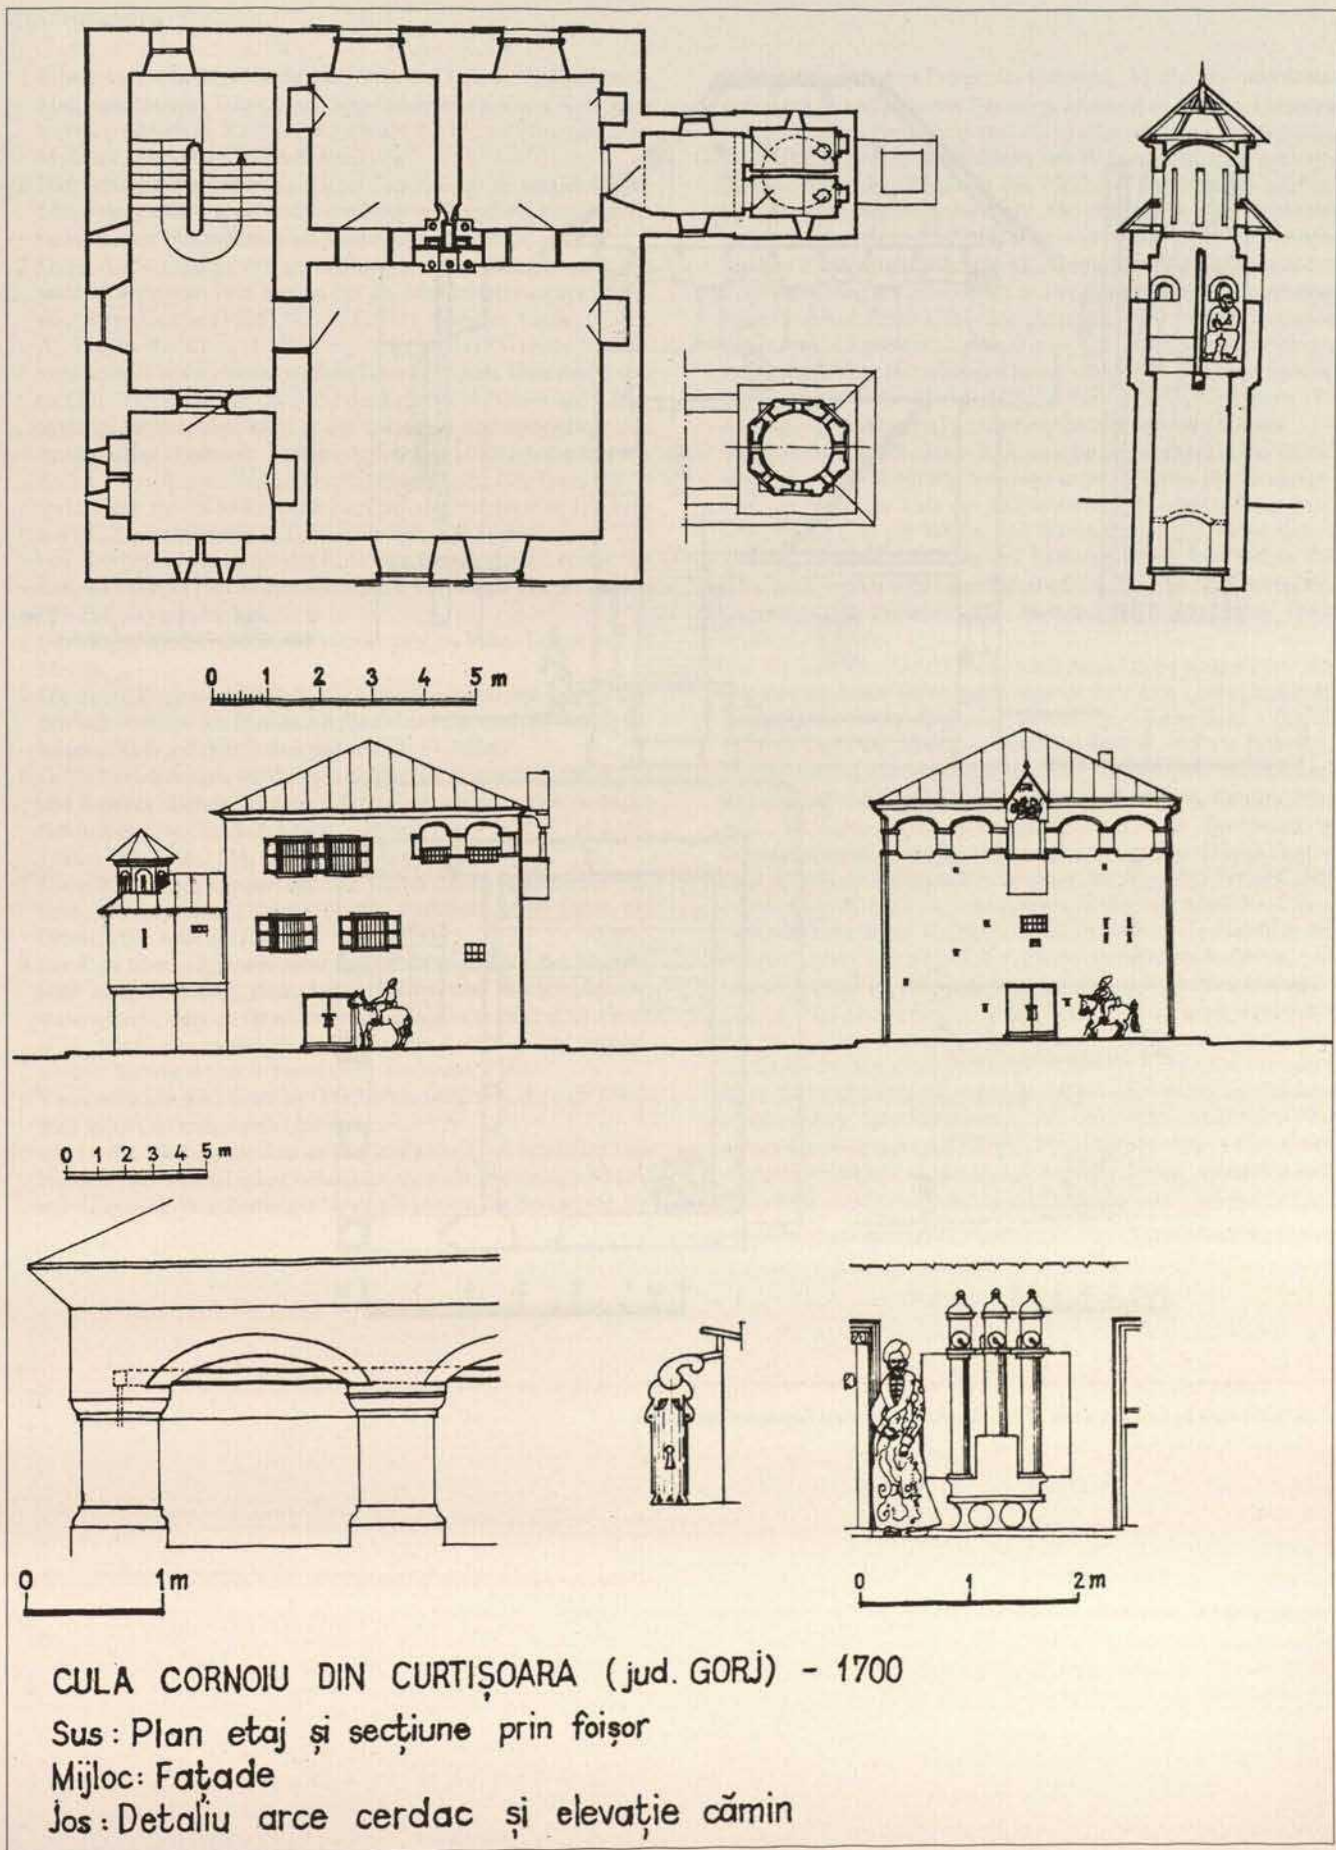 0 1 2 3 4 5 m
0 1 2 3 4 5 m
0 1m
0 1 2m
CULA CORNOIU DIN CURTIȘOARA (jud. GORJ) - 1700
Sus: Plan etaj și secțiune prin foișor
Mijloc: Fațade
Jos: Detaliu arce cerdac și elevație cămin